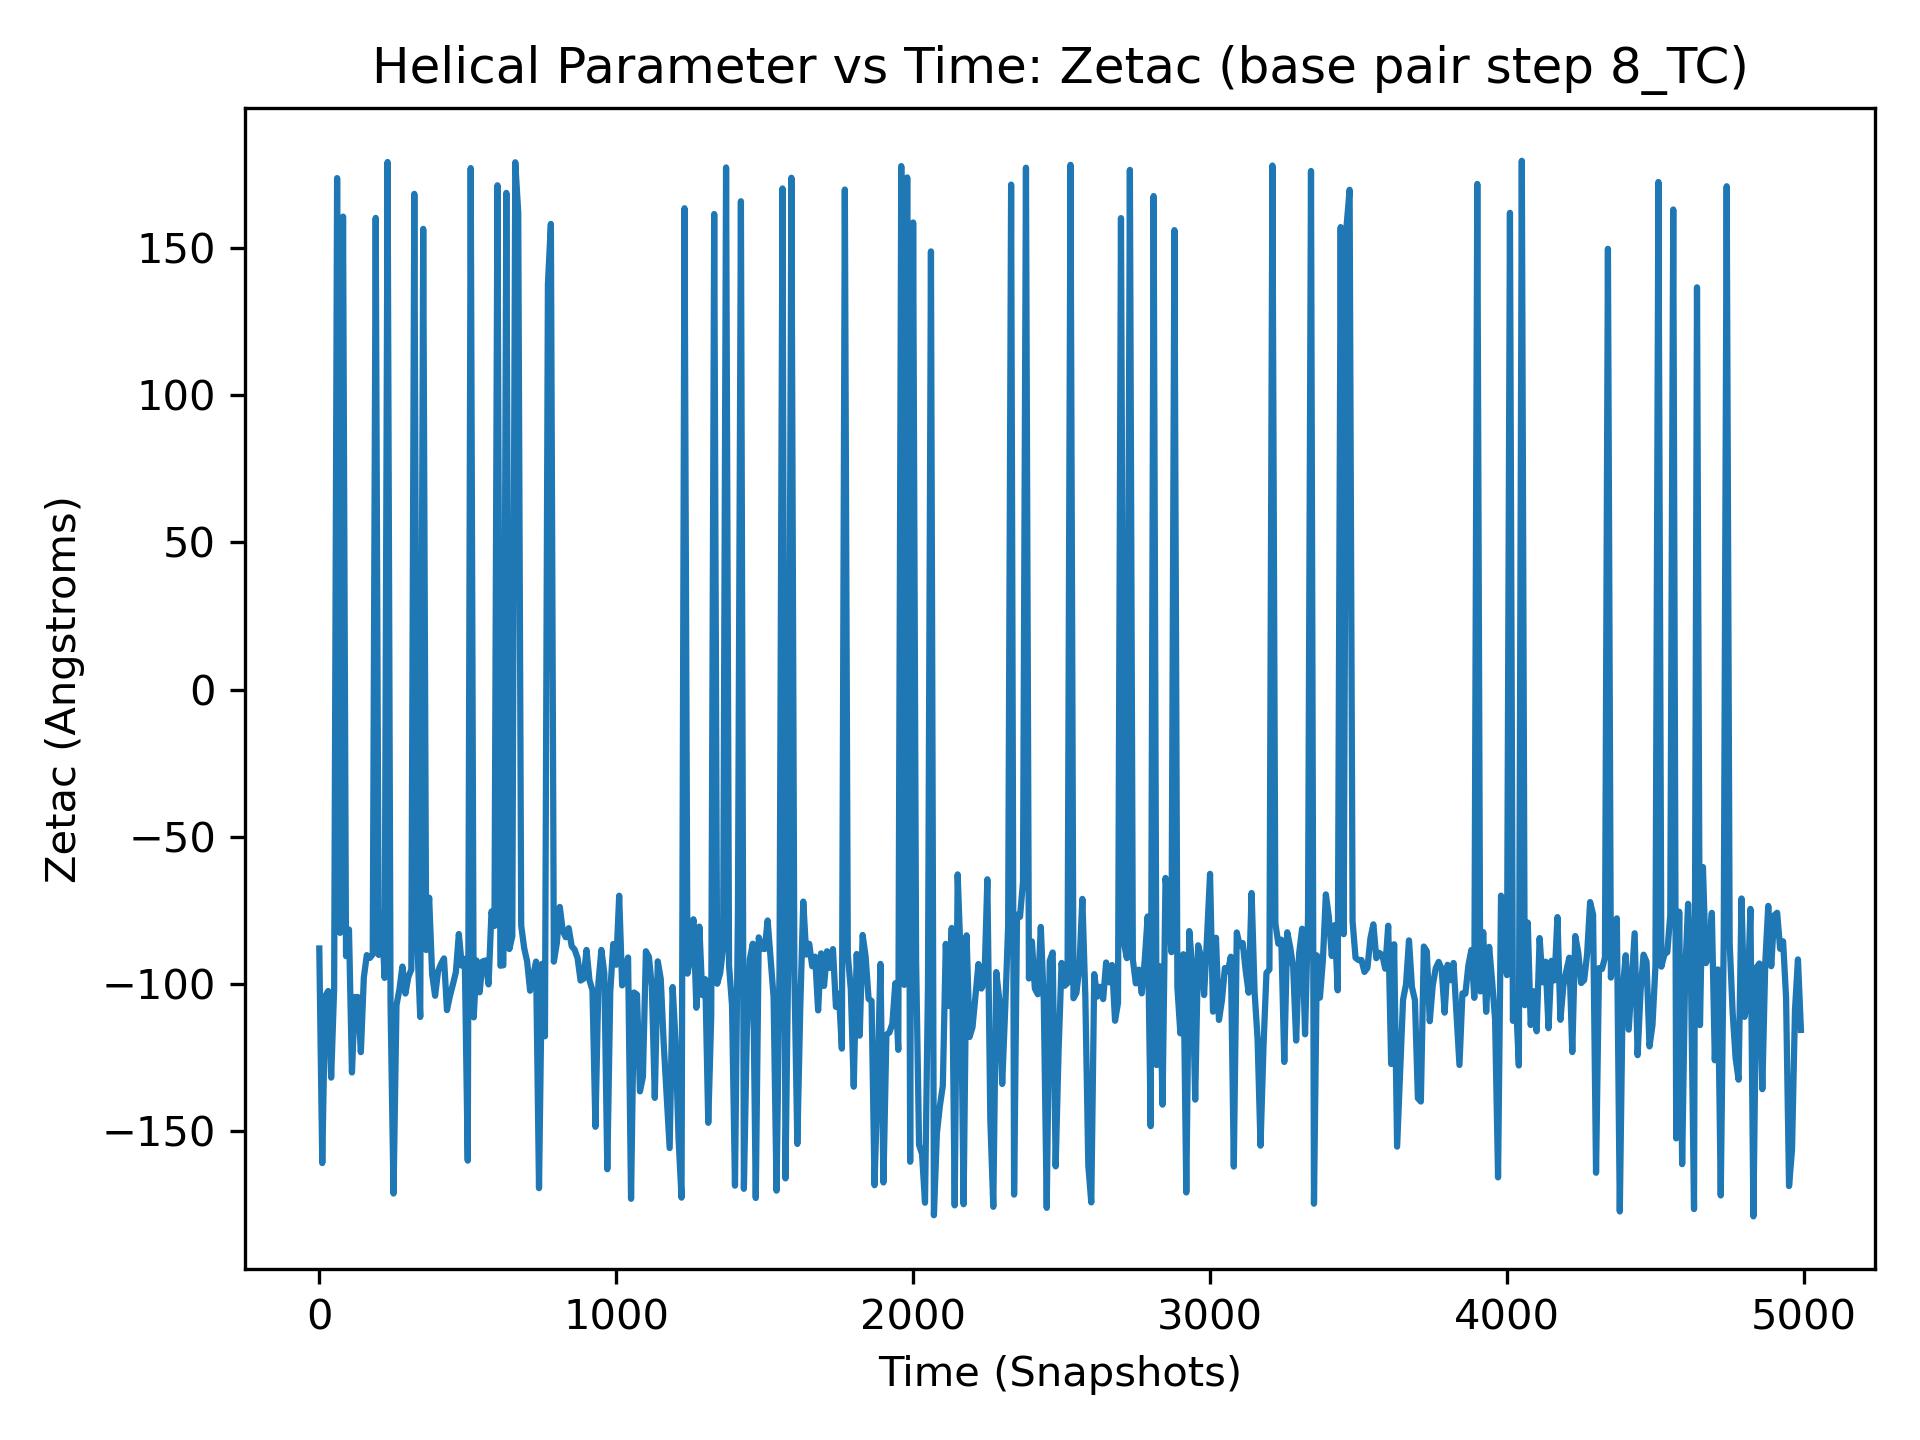 Helical Parameter vs Time: Zetac (base pair step 8_TC)
Zetac (Angstroms)
150
100
50
0
−50
−100
−150
0 1000 2000 3000 4000 5000
Time (Snapshots)